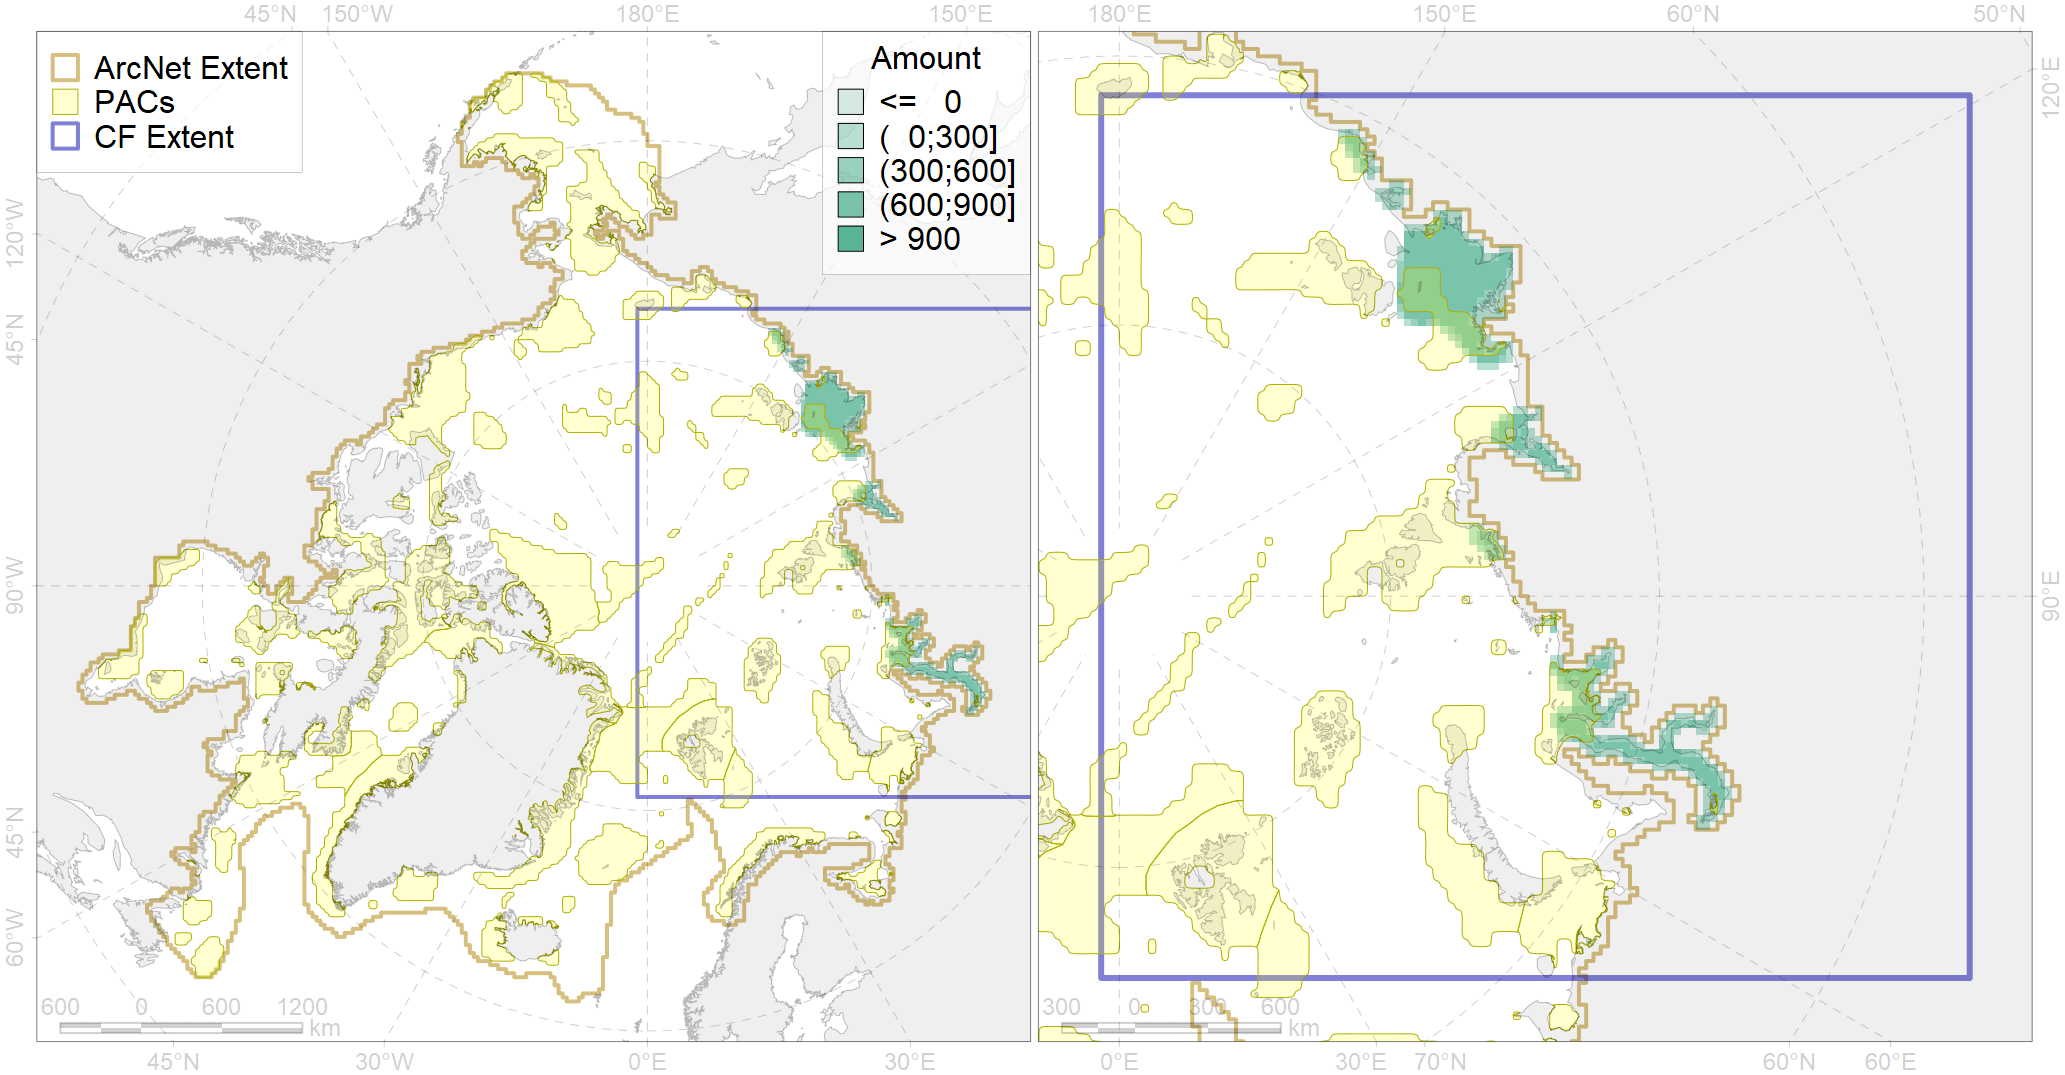 45°N 150°W 180°E 150°E 180°E 150°E 60°N 50°N
ArcNet Extent
PACs
CF Extent
Amount
<= 0
( 0;300]
(300;600]
(600;900]
> 900
120°W
45°N
90°W
45°N
60°W
120°E
90°E
600 0 600 1200
km
300 0 300 600
km
45°N 30°W 0°E 30°E 0°E 30°E 70°N 60°N 60°E